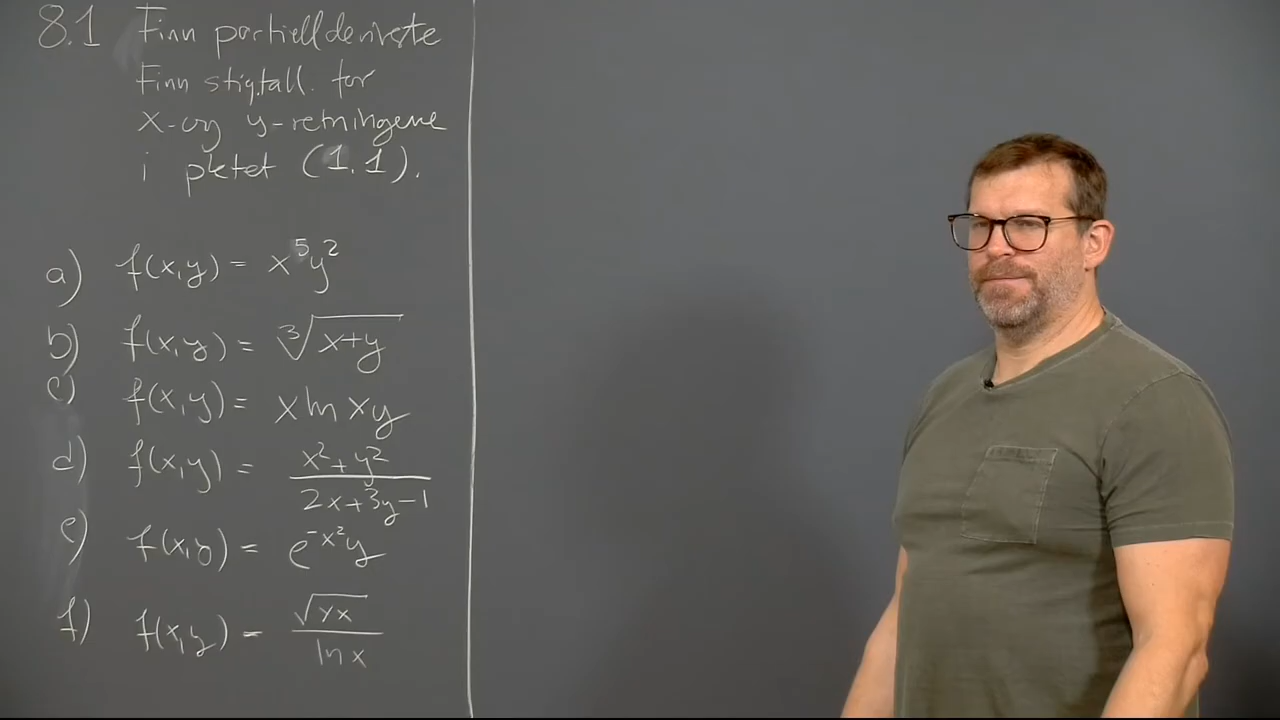 8.1 Finn partiellderiverte
Finn stigtall. for
x-og y-retningene
i pktet (1,1).
a) f(x,y) = x⁵y²
b) f(x,y) = ∛(x+y)
c) f(x,y) = x ln xy
d) f(x,y) = (x²+y²)/(2x+3y-1)
e) f(x,y) = e^(-x²y)
f) f(x,y) = √(yx)/(ln x)